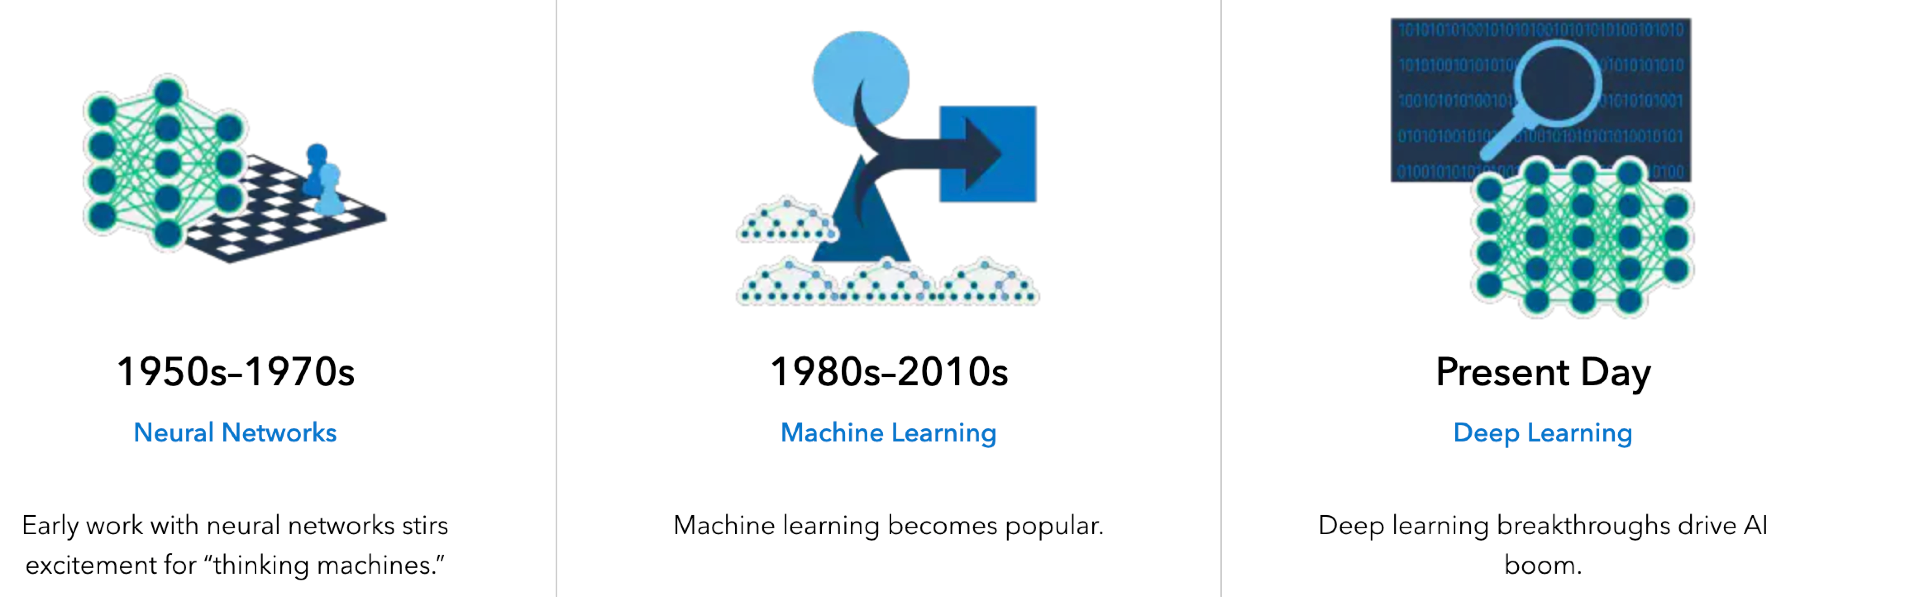 1950s–1970s
Neural Networks
Early work with neural networks stirs
excitement for “thinking machines.”
1980s–2010s
Machine Learning
Machine learning becomes popular.
Present Day
Deep Learning
Deep learning breakthroughs drive AI
boom.